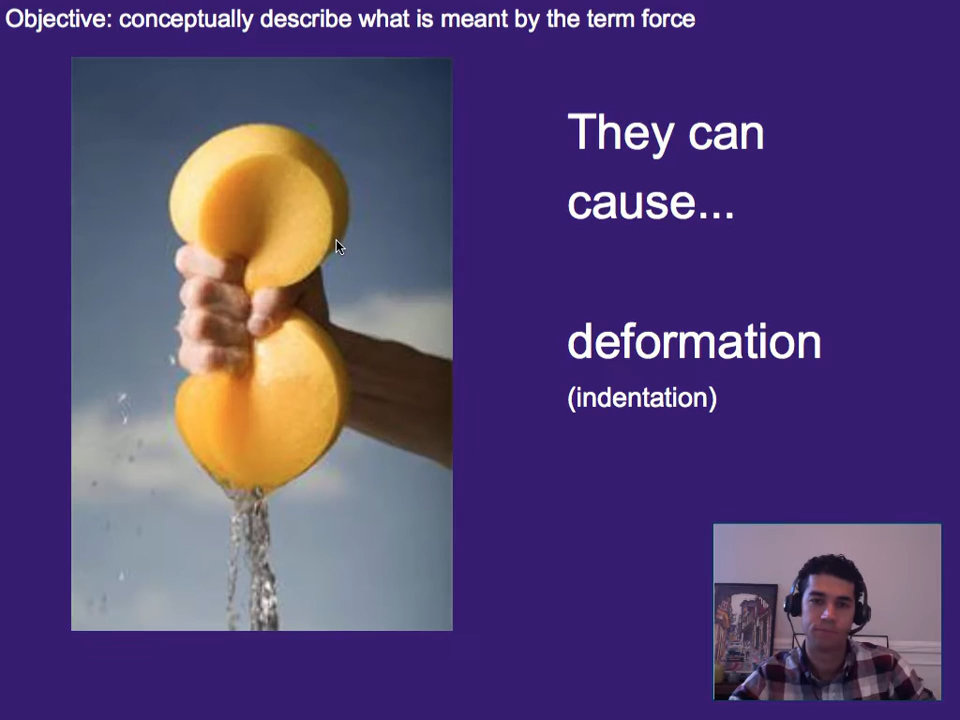 Objective: conceptually describe what is meant by the term force
They can
cause...
deformation
(indentation)